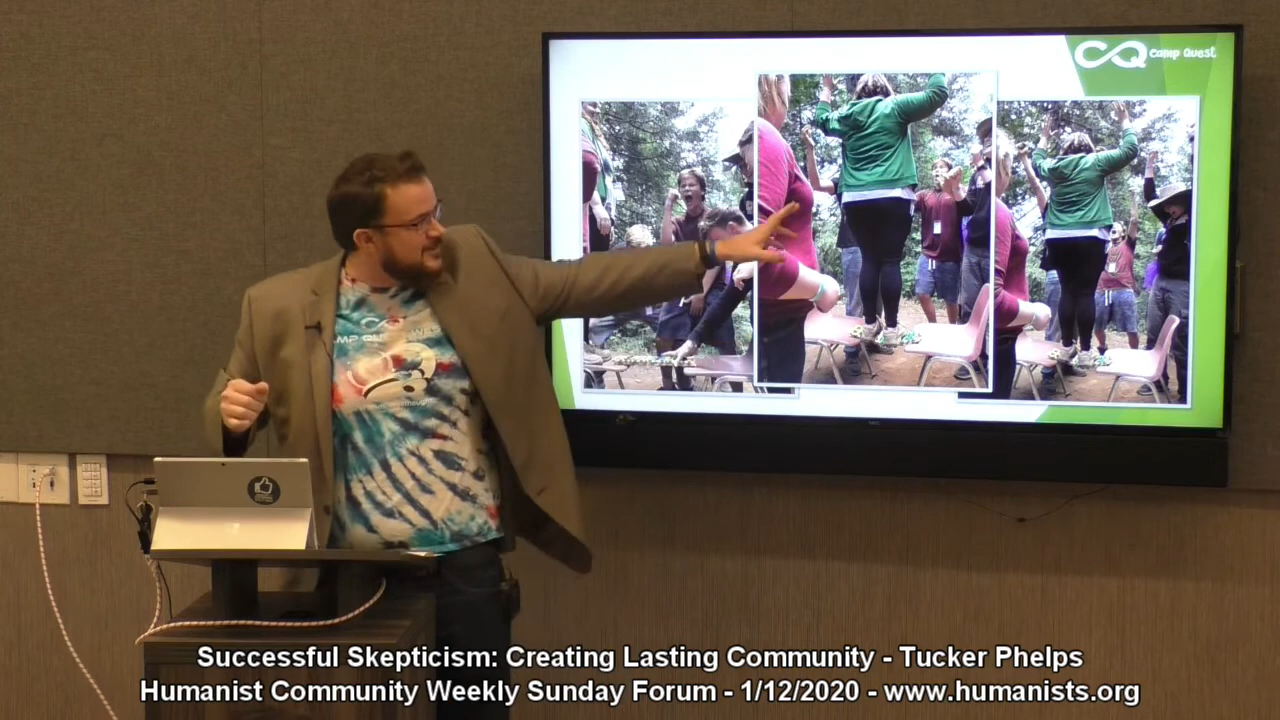 CQ Camp Quest
Successful Skepticism: Creating Lasting Community - Tucker Phelps
Humanist Community Weekly Sunday Forum - 1/12/2020 - www.humanists.org